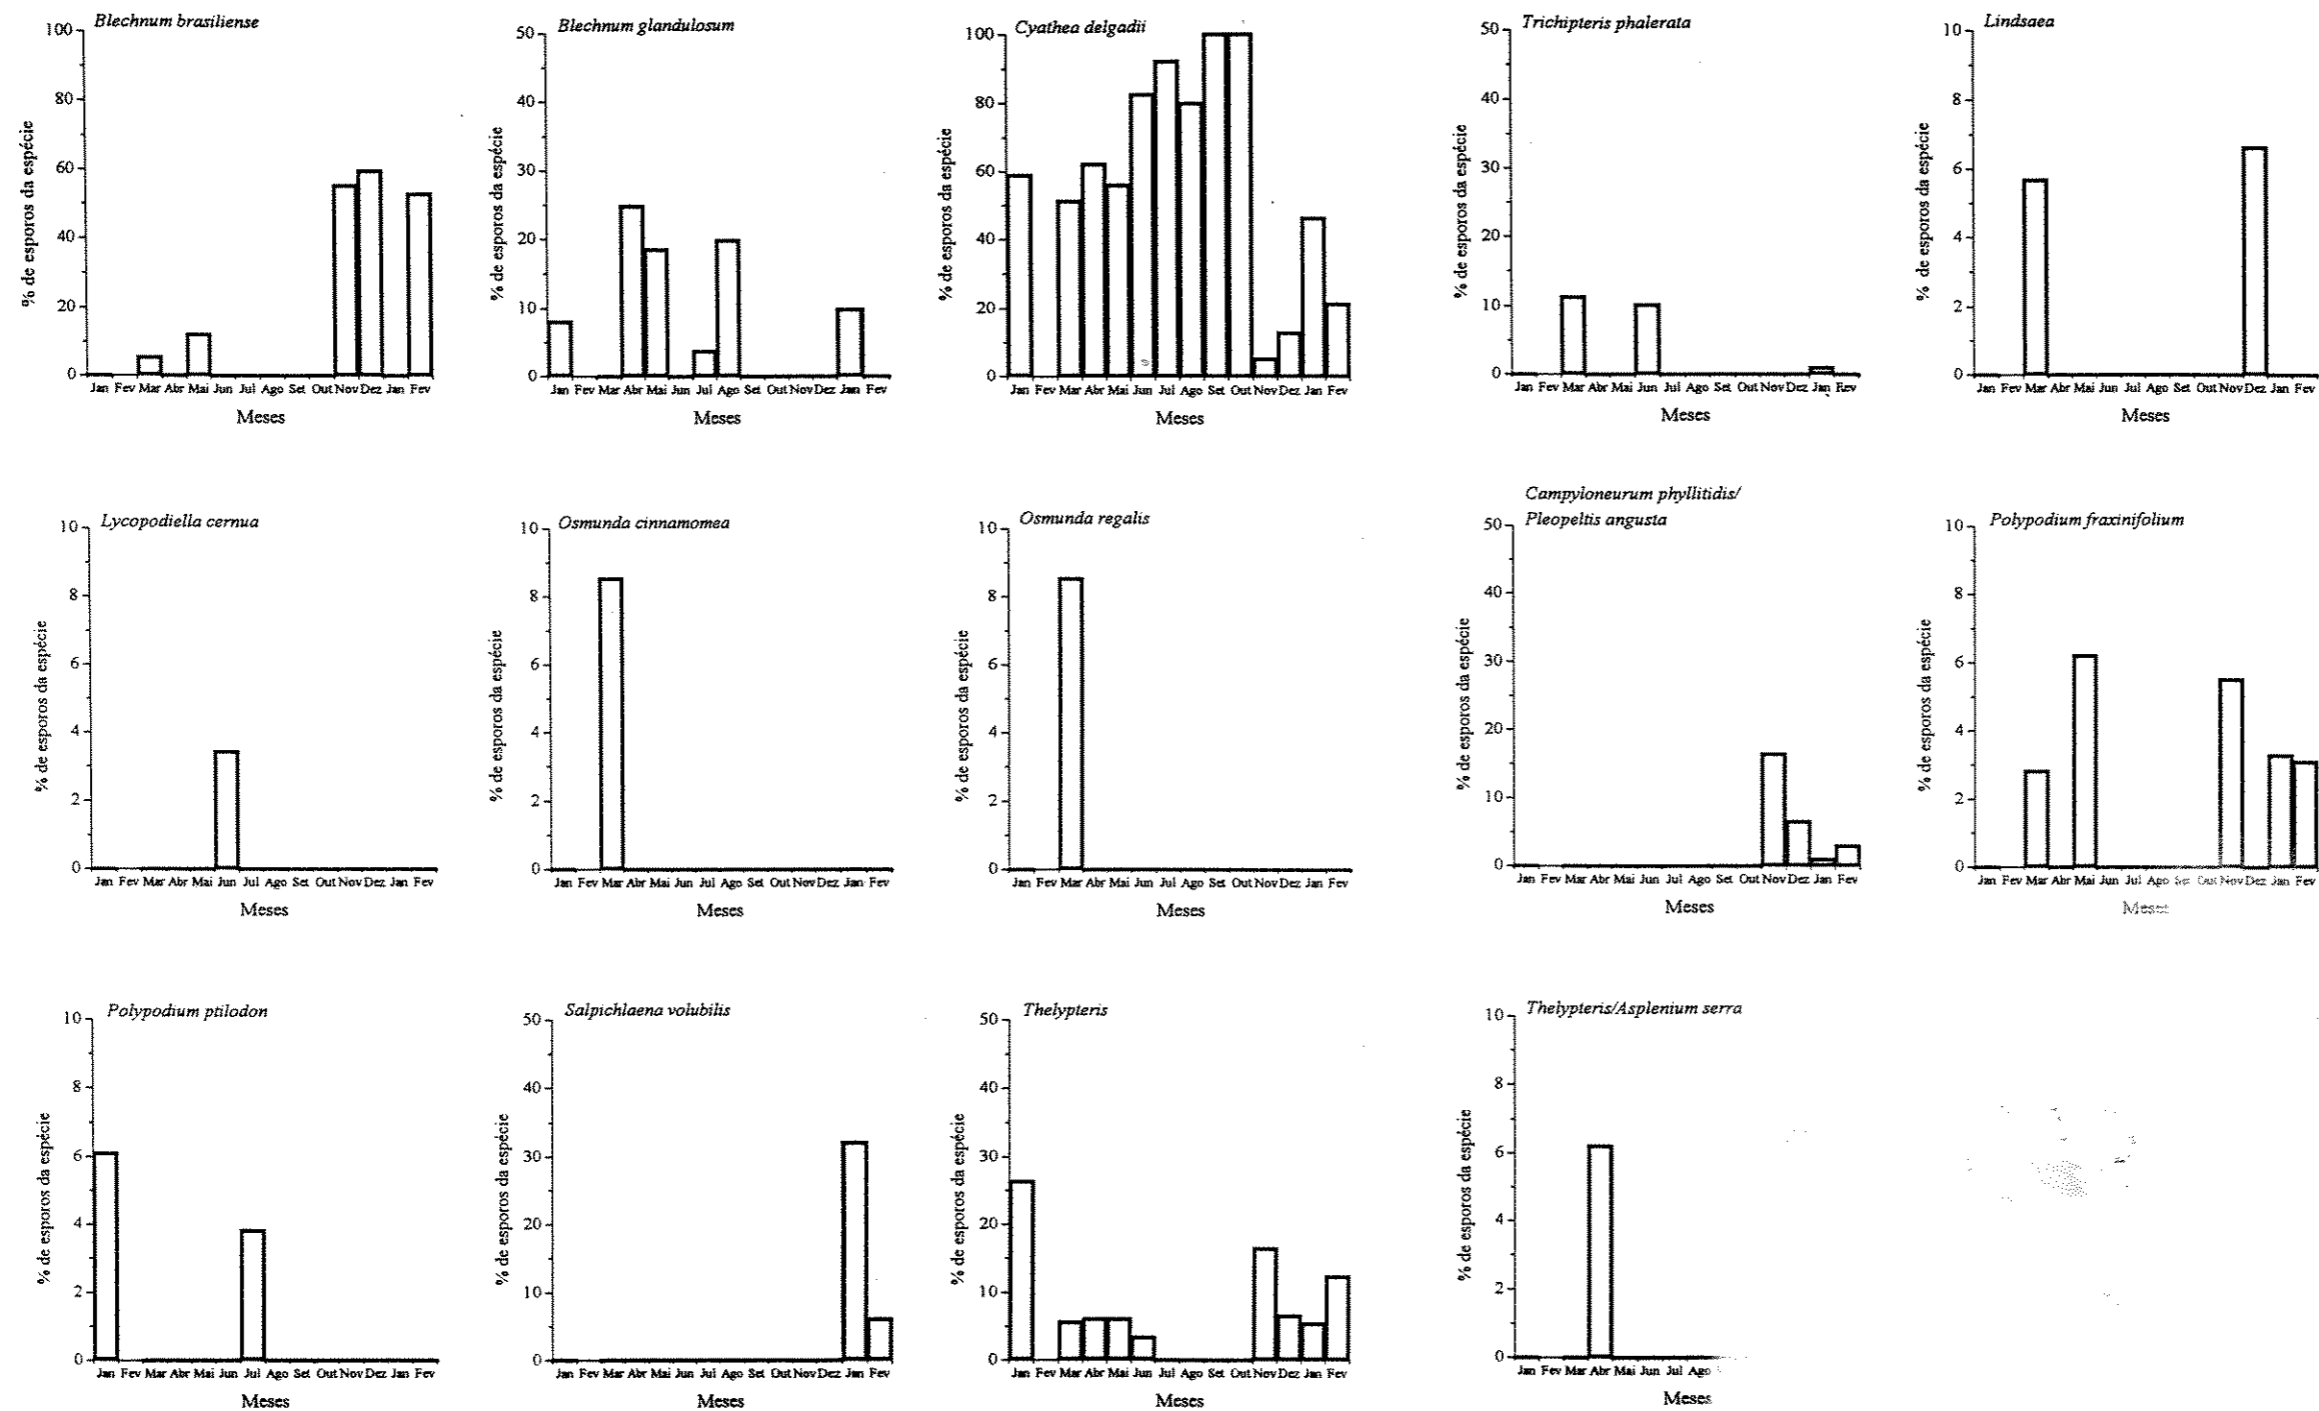 Blechnum brasiliense
% de esporos da espécie
100
80
60
40
20
0
Jan Fev Mar Abr Mai Jun Jul Ago Set Out Nov Dez Jan Fev
Meses
Blechnum glandulosum
% de esporos da espécie
50
40
30
20
10
0
Jan Fev Mar Abr Mai Jun Jul Ago Set Out Nov Dez Jan Fev
Meses
Cyathea delgadii
% de esporos da espécie
100
80
60
40
20
0
Jan Fev Mar Abr Mai Jun Jul Ago Set Out Nov Dez Jan Fev
Meses
Trichipteris phalerata
% de esporos da espécie
50
40
30
20
10
0
Jan Fev Mar Abr Mai Jun Jul Ago Set Out Nov Dez Jan Fev
Meses
Lindsaea
% de esporos da espécie
10
8
6
4
2
0
Jan Fev Mar Abr Mai Jun Jul Ago Set Out Nov Dez Jan Fev
Meses
Lycopodiella cernua
% de esporos da espécie
10
8
6
4
2
0
Jan Fev Mar Abr Mai Jun Jul Ago Set Out Nov Dez Jan Fev
Meses
Osmunda cinnamomea
% de esporos da espécie
10
8
6
4
2
0
Jan Fev Mar Abr Mai Jun Jul Ago Set Out Nov Dez Jan Fev
Meses
Osmunda regalis
% de esporos da espécie
10
8
6
4
2
0
Jan Fev Mar Abr Mai Jun Jul Ago Set Out Nov Dez Jan Fev
Meses
Campyloneurum phyllitidis/
Pleopeltis angusta
% de esporos da espécie
50
40
30
20
10
0
Jan Fev Mar Abr Mai Jun Jul Ago Set Out Nov Dez Jan Fev
Meses
Polypodium fraxinifolium
% de esporos da espécie
10
8
6
4
2
0
Jan Fev Mar Abr Mai Jun Jul Ago Set Out Nov Dez Jan Fev
Meses
Polypodium ptilodon
% de esporos da espécie
10
8
6
4
2
0
Jan Fev Mar Abr Mai Jun Jul Ago Set Out Nov Dez Jan Fev
Meses
Salpichlaena volubilis
% de esporos da espécie
50
40
30
20
10
0
Jan Fev Mar Abr Mai Jun Jul Ago Set Out Nov Dez Jan Fev
Meses
Thelypteris
% de esporos da espécie
50
40
30
20
10
0
Jan Fev Mar Abr Mai Jun Jul Ago Set Out Nov Dez Jan Fev
Meses
Thelypteris/Asplenium serra
% de esporos da espécie
10
8
6
4
2
0
Jan Fev Mar Abr Mai Jun Jul Ago
Meses